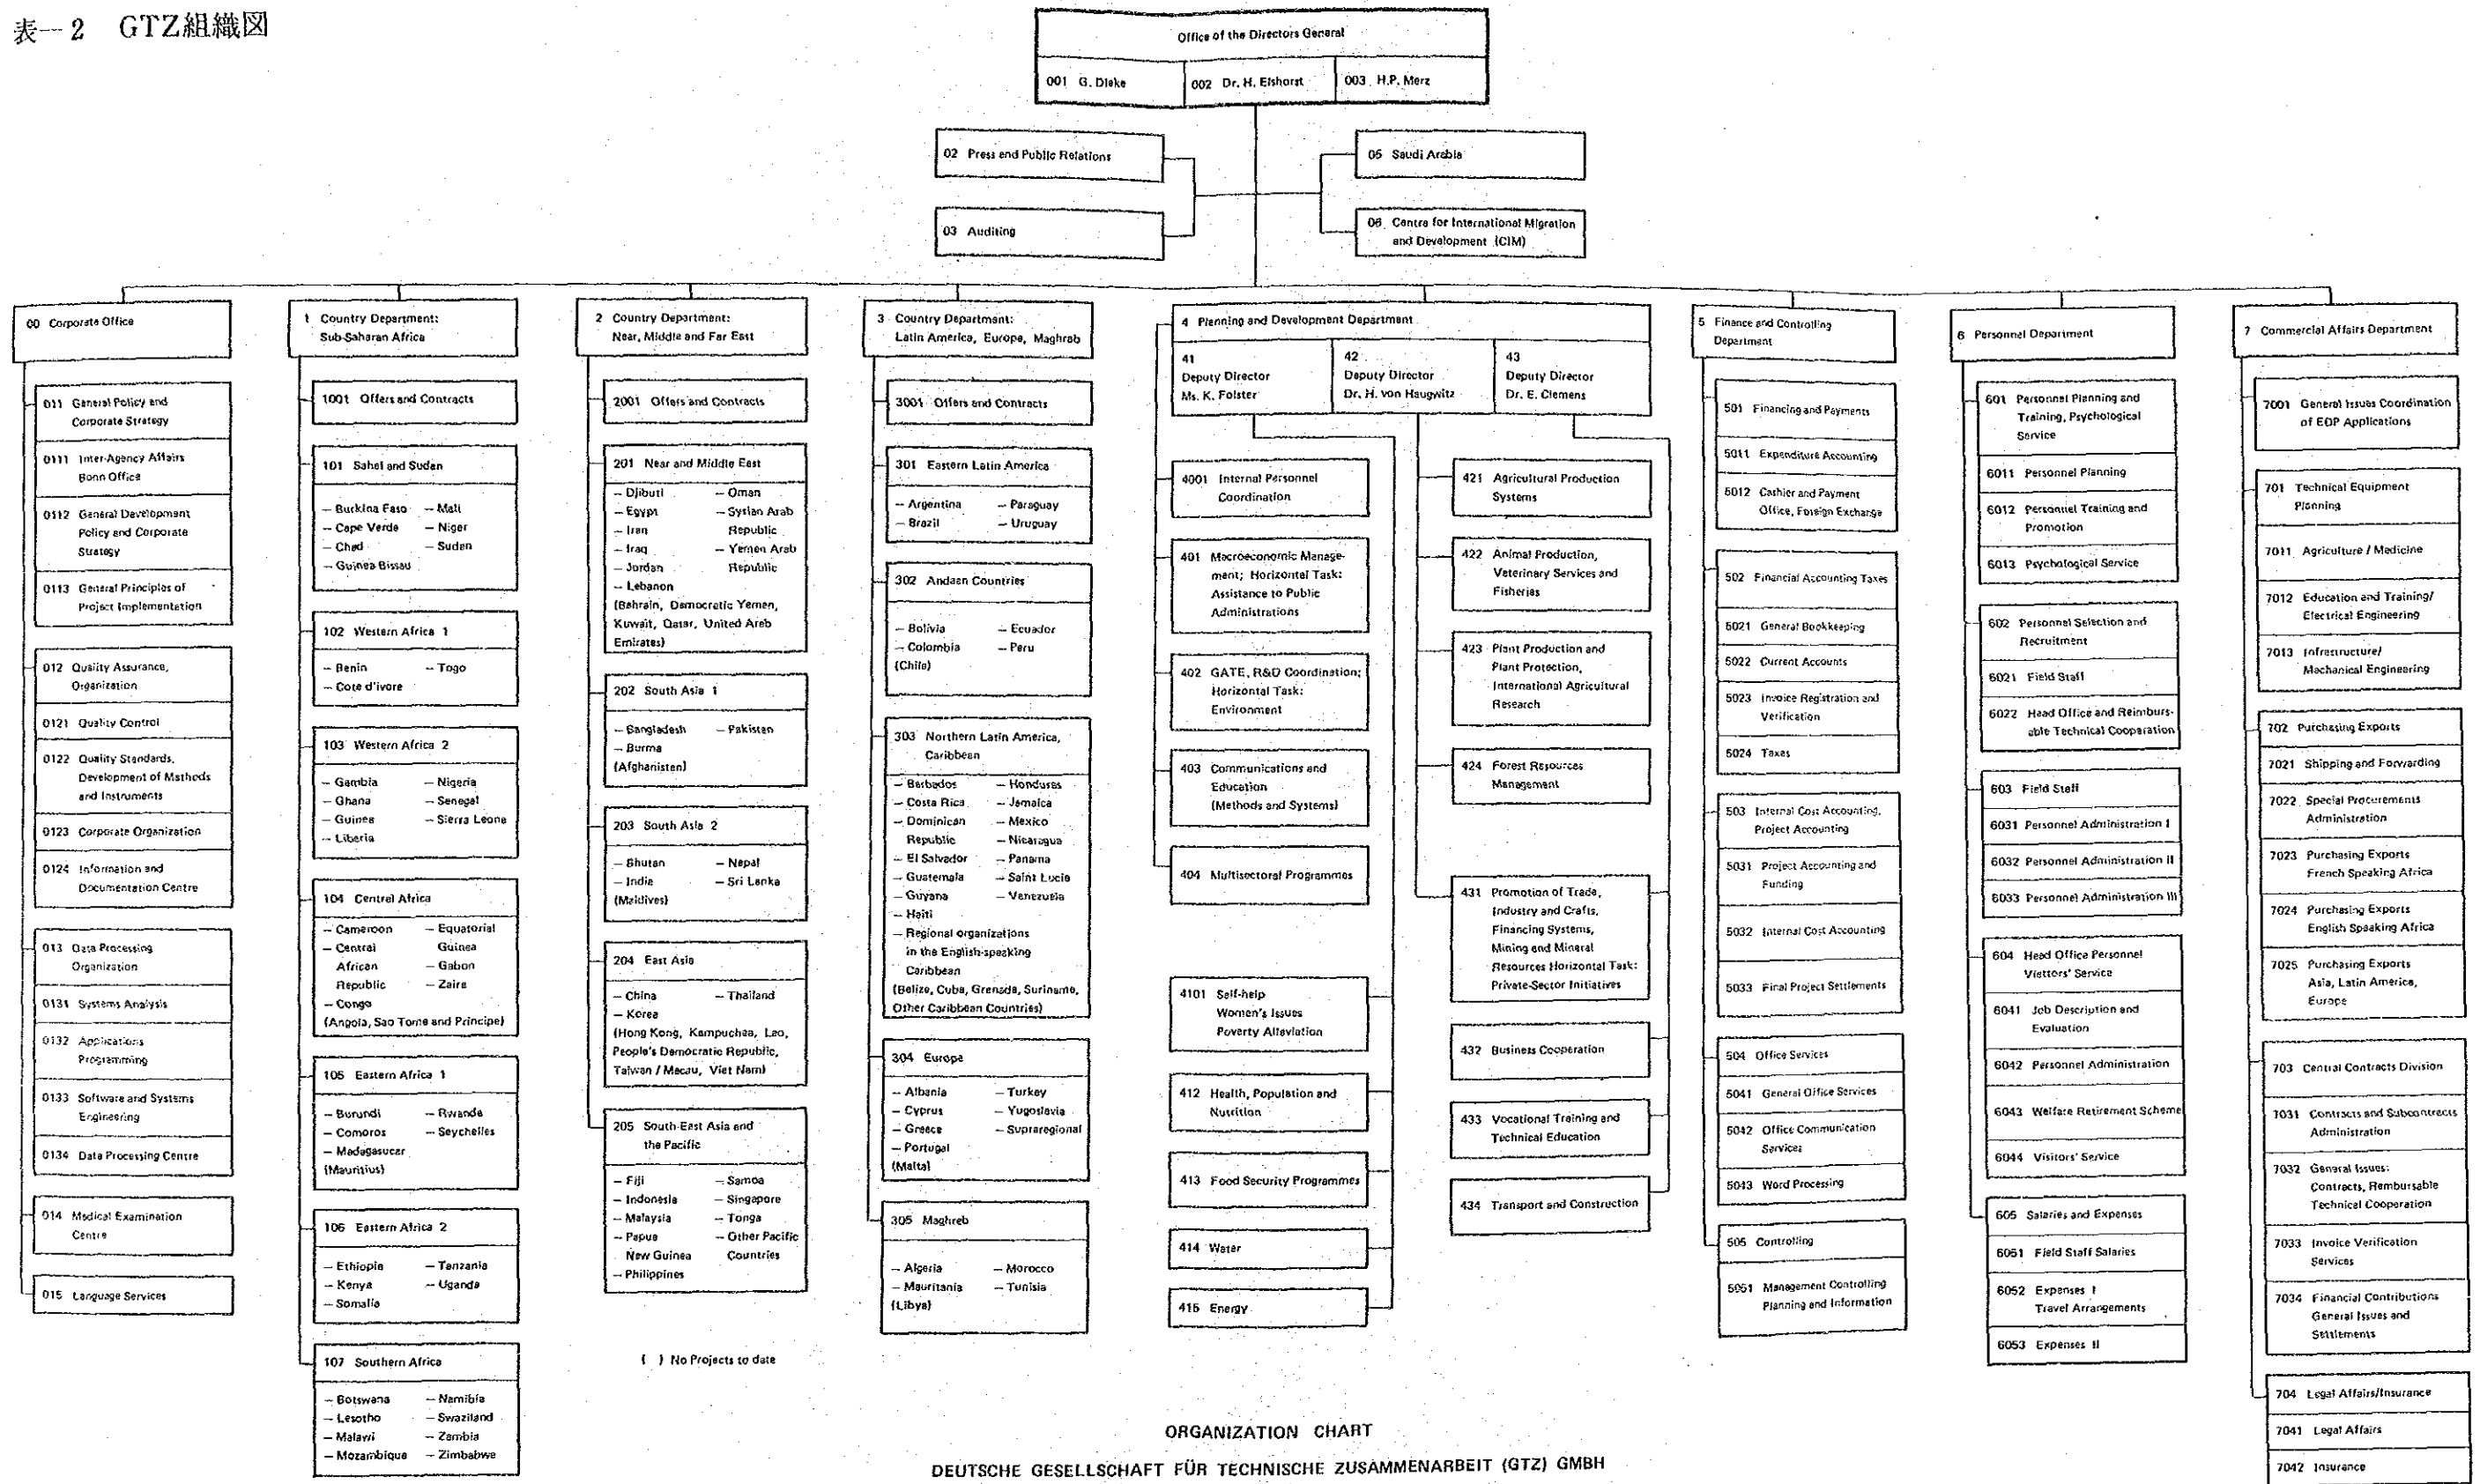 表—2 GTZ組織図
Office of the Directors General
001 G. Dieke
002 Dr. H. Eishorst
003 H.P. Merz
02 Press and Public Relations
03 Auditing
05 Saudi Arabia
06 Centre for International Migration
and Development (CIM)
00 Corporate Office
011 General Policy and
Corporate Strategy
0111 Inter-Agency Affairs
Bonn Office
0112 General Development
Policy and Corporate
Strategy
0113 General Principles of
Project Implementation
012 Quality Assurance,
Organization
0121 Quality Control
0122 Quality Standards,
Development of Methods
and Instruments
0123 Corporate Organization
0124 Information and
Documentation Centre
013 Data Processing
Organization
0131 Systems Analysis
0132 Applications
Programming
0133 Software and Systems
Engineering
0134 Data Processing Centre
014 Medical Examination
Centre
015 Language Services
1 Country Department:
Sub-Saharan Africa
1001 Offers and Contracts
101 Sahel and Sudan
— Burkina Faso — Mali
— Cape Verde — Niger
— Chad — Sudan
— Guinea Bissau
102 Western Africa 1
— Benin — Togo
— Cote d'ivore
103 Western Africa 2
— Gambia — Nigeria
— Ghana — Senegal
— Guinea — Sierra Leone
— Liberia
104 Central Africa
— Cameroon — Equatorial
— Central Guinea
African — Gabon
Republic — Zaire
— Congo
(Angola, Sao Tome and Principe)
105 Eastern Africa 1
— Burundi — Rwanda
— Comoros — Seychelles
— Madagasucar
(Mauritius)
106 Eastern Africa 2
— Ethiopia — Tanzania
— Kenya — Uganda
— Somalia
107 Southern Africa
— Botswana — Namibia
— Lesotho — Swaziland
— Malawi — Zambia
— Mozambique — Zimbabwe
2 Country Department:
Near, Middle and Far East
2001 Offers and Contracts
201 Near and Middle East
— Djibuti — Oman
— Egypt — Syrian Arab
— Iran Republic
— Iraq — Yemen Arab
— Jordan Republic
— Lebanon
(Bahrain, Democratic Yemen,
Kuwait, Qatar, United Arab
Emirates)
202 South Asia 1
— Bangladesh — Pakistan
— Burma
(Afghanistan)
203 South Asia 2
— Bhutan — Nepal
— India — Sri Lanka
(Maldives)
204 East Asia
— China — Thailand
— Korea
(Hong Kong, Kampuchea, Lao,
People's Democratic Republic,
Taiwan / Macau, Viet Nam)
205 South-East Asia and
the Pacific
— Fiji — Samoa
— Indonesia — Singapore
— Malaysia — Tonga
— Papua — Other Pacific
New Guinea Countries
— Philippines
( ) No Projects to date
3 Country Department:
Latin America, Europe, Maghrab
3001 Offers and Contracts
301 Eastern Latin America
— Argentina — Paraguay
— Brazil — Uruguay
302 Andaen Countries
— Bolivia — Ecuador
— Colombia — Peru
(Chile)
303 Northern Latin America,
Caribbean
— Barbados — Honduras
— Costa Rica — Jamaica
— Dominican — Mexico
Republic — Nicaragua
— El Salvador — Panama
— Guatemala — Saint Lucia
— Guyana — Venezuela
— Haiti
— Regional organizations
in the English-speaking
Caribbean
(Belize, Cuba, Grenada, Suriname,
Other Caribbean Countries)
304 Europe
— Albania — Turkey
— Cyprus — Yugoslavia
— Greece — Supraregional
— Portugal
(Malta)
305 Maghreb
— Algeria — Morocco
— Mauritania — Tunisia
(Libya)
4 Planning and Development Department
41
Deputy Director
Ms. K. Folster
42
Deputy Director
Dr. H. von Haugwitz
43
Deputy Director
Dr. E. Clemens
4001 Internal Personnel
Coordination
401 Macroeconomic Manage-
ment; Horizontal Task:
Assistance to Public
Administrations
402 GATE, R&D Coordination;
Horizontal Task:
Environment
403 Communications and
Education
(Methods and Systems)
404 Multisectoral Programmes
4101 Self-help
Women's Issues
Poverty Alleviation
412 Health, Population and
Nutrition
413 Food Security Programmes
414 Water
415 Energy
421 Agricultural Production
Systems
422 Animal Production,
Veterinary Services and
Fisheries
423 Plant Production and
Plant Protection,
International Agricultural
Research
424 Forest Resources
Management
431 Promotion of Trade,
Industry and Crafts,
Financing Systems,
Mining and Mineral
Resources Horizontal Task:
Private-Sector Initiatives
432 Business Cooperation
433 Vocational Training and
Technical Education
434 Transport and Construction
5 Finance and Controlling
Department
501 Financing and Payments
5011 Expenditure Accounting
5012 Cashier and Payment
Office, Foreign Exchange
502 Financial Accounting Taxes
5021 General Bookkeeping
5022 Current Accounts
5023 Invoice Registration and
Verification
5024 Taxes
503 Internal Cost Accounting,
Project Accounting
5031 Project Accounting and
Funding
5032 Internal Cost Accounting
5033 Final Project Settlements
504 Office Services
5041 General Office Services
5042 Office Communication
Services
5043 Word Processing
505 Controlling
5051 Management Controlling
Planning and Information
6 Personnel Department
601 Personnel Planning and
Training, Psychological
Service
6011 Personnel Planning
6012 Personnel Training and
Promotion
6013 Psychological Service
602 Personnel Selection and
Recruitment
6021 Field Staff
6022 Head Office and Reimburs-
able Technical Cooperation
603 Field Staff
6031 Personnel Administration I
6032 Personnel Administration II
6033 Personnel Administration III
604 Head Office Personnel
Visttors' Service
6041 Job Description and
Evaluation
6042 Personnel Administration
6043 Welfare Retirement Scheme
6044 Visitors' Service
605 Salaries and Expenses
6051 Field Staff Salaries
6052 Expenses I
Travel Arrangements
6053 Expenses II
7 Commercial Affairs Department
7001 General Issues Coordination
of EDP Applications
701 Technical Equipment
Planning
7011 Agriculture / Medicine
7012 Education and Training/
Electrical Engineering
7013 Infrastructure/
Mechanical Engineering
702 Purchasing Exports
7021 Shipping and Forwarding
7022 Special Procurements
Administration
7023 Purchasing Exports
French Speaking Africa
7024 Purchasing Exports
English Speaking Africa
7025 Purchasing Exports
Asia, Latin America,
Europe
703 Central Contracts Division
7031 Contracts and Subcontracts
Administration
7032 General Issues:
Contracts, Rembursable
Technical Cooperation
7033 Invoice Verification
Services
7034 Financial Contributions
General Issues and
Settlements
704 Legal Affairs/Insurance
7041 Legal Affairs
7042 Insurance
ORGANIZATION CHART
DEUTSCHE GESELLSCHAFT FÜR TECHNISCHE ZUSAMMENARBEIT (GTZ) GMBH